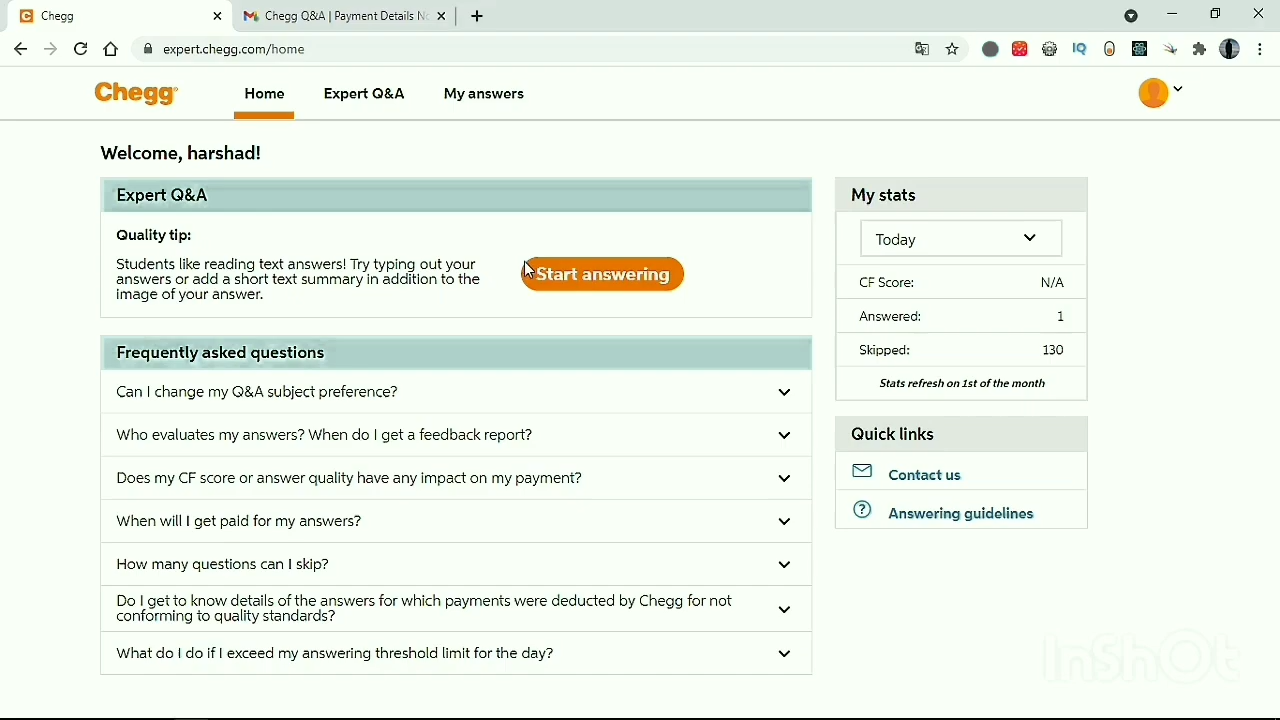 Chegg
Chegg Q&A | Payment Details No
expert.chegg.com/home
IQ
Chegg
Home
Expert Q&A
My answers
Welcome, harshad!
Expert Q&A
Quality tip:
Students like reading text answers! Try typing out your
answers or add a short text summary in addition to the
image of your answer.
Start answering
My stats
Today
CF Score: N/A
Answered: 1
Skipped: 130
Stats refresh on 1st of the month
Frequently asked questions
Can I change my Q&A subject preference?
Who evaluates my answers? When do I get a feedback report?
Does my CF score or answer quality have any impact on my payment?
When will I get paid for my answers?
How many questions can I skip?
Do I get to know details of the answers for which payments were deducted by Chegg for not
conforming to quality standards?
What do I do if I exceed my answering threshold limit for the day?
Quick links
Contact us
Answering guidelines
InShOt